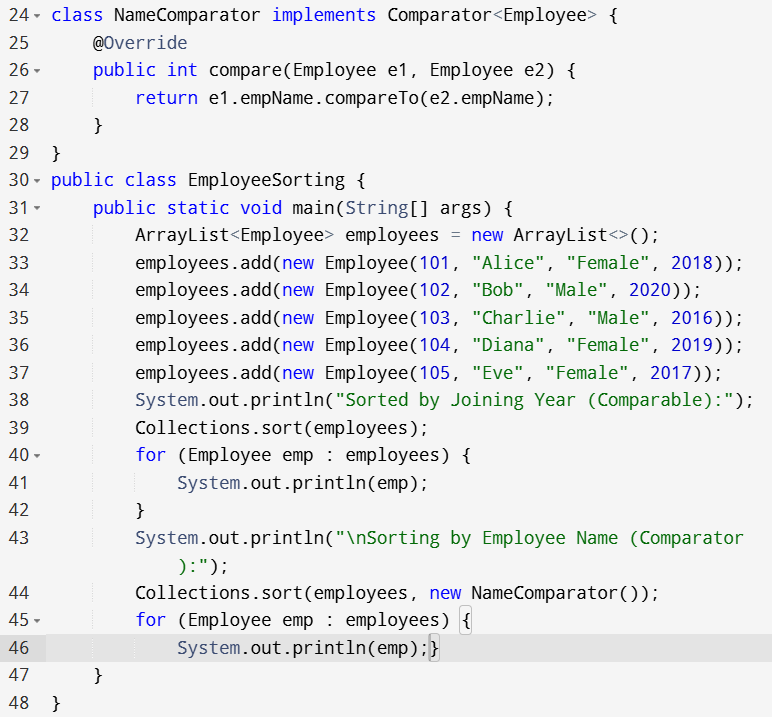 24 class NameComparator implements Comparator<Employee> {
25     @Override
26     public int compare(Employee e1, Employee e2) {
27         return e1.empName.compareTo(e2.empName);
28     }
29 }
30 public class EmployeeSorting {
31     public static void main(String[] args) {
32         ArrayList<Employee> employees = new ArrayList<>();
33         employees.add(new Employee(101, "Alice", "Female", 2018));
34         employees.add(new Employee(102, "Bob", "Male", 2020));
35         employees.add(new Employee(103, "Charlie", "Male", 2016));
36         employees.add(new Employee(104, "Diana", "Female", 2019));
37         employees.add(new Employee(105, "Eve", "Female", 2017));
38         System.out.println("Sorted by Joining Year (Comparable):");
39         Collections.sort(employees);
40         for (Employee emp : employees) {
41             System.out.println(emp);
42         }
43         System.out.println("\nSorting by Employee Name (Comparator
            ):");
44         Collections.sort(employees, new NameComparator());
45         for (Employee emp : employees) {
46             System.out.println(emp);}
47     }
48 }